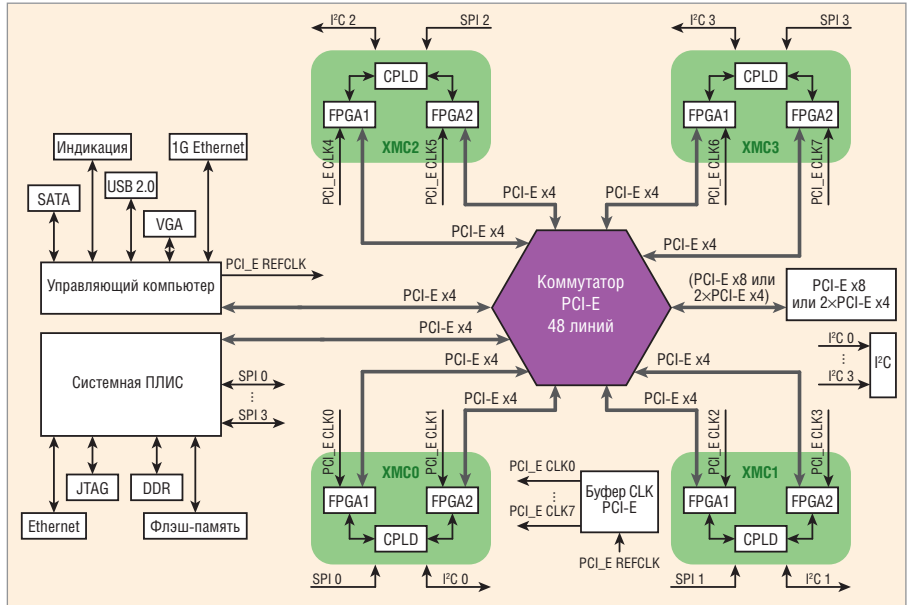 I²C 2
SPI 2
I²C 3
SPI 3
CPLD
FPGA1
FPGA2
XMC2
PCI_E CLK4
PCI_E CLK5
CPLD
FPGA1
FPGA2
XMC3
PCI_E CLK6
PCI_E CLK7
Индикация
1G Ethernet
SATA
USB 2.0
VGA
Управляющий компьютер
PCI_E REFCLK
PCI-E x4
PCI-E x4
PCI-E x4
PCI-E x4
PCI-E x4
PCI-E x4
Коммутатор
PCI-E
48 линий
(PCI-E x8 или
2×PCI-E x4)
PCI-E x8
или 2×PCI-E x4
Системная ПЛИС
SPI 0
⋮
SPI 3
I²C 0
⋮
I²C 3
I²C
PCI-E x4
PCI-E x4
PCI-E x4
PCI-E x4
Ethernet
JTAG
DDR
Флэш-память
PCI_E CLK0
PCI_E CLK1
XMC0
FPGA1
FPGA2
CPLD
SPI 0
I²C 0
PCI_E CLK0
⋮
PCI_E CLK7
Буфер CLK
PCI-E
PCI_E REFCLK
PCI_E CLK2
PCI_E CLK3
XMC1
FPGA1
FPGA2
CPLD
SPI 1
I²C 1